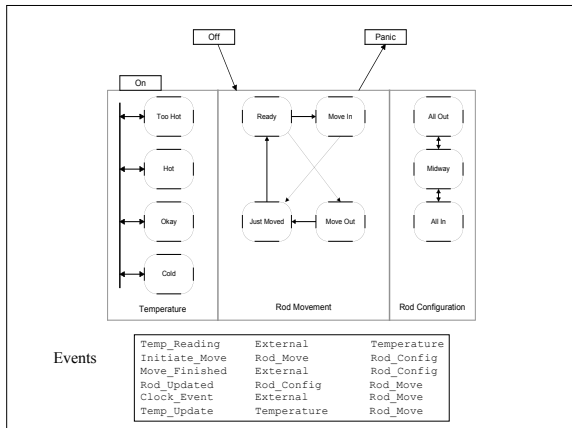 Off
Panic
On
Too Hot
Ready
Move In
All Out
Hot
Midway
Okay
Just Moved
Move Out
All In
Cold
Temperature
Rod Movement
Rod Configuration
Events
Temp_Reading External Temperature
Initiate_Move Rod_Move Rod_Config
Move_Finished External Rod_Config
Rod_Updated Rod_Config Rod_Move
Clock_Event External Rod_Move
Temp_Update Temperature Rod_Move